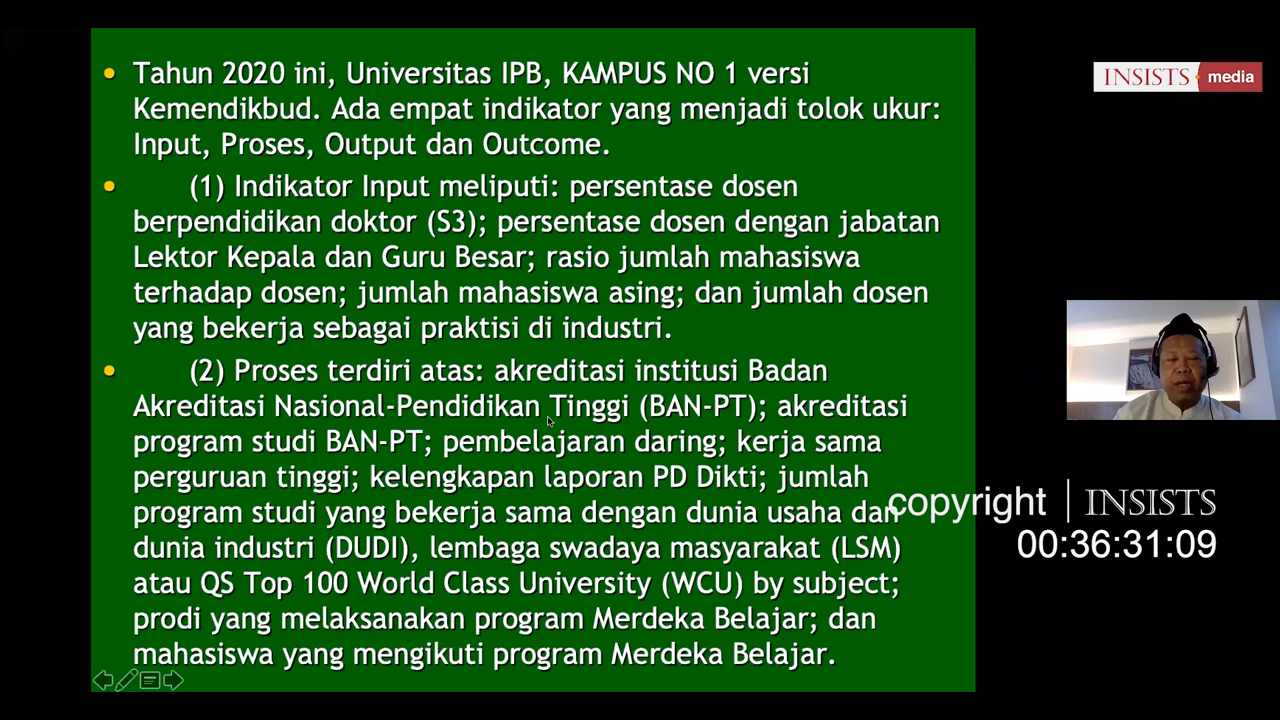 Tahun 2020 ini, Universitas IPB, KAMPUS NO 1 versi
Kemendikbud. Ada empat indikator yang menjadi tolok ukur:
Input, Proses, Output dan Outcome.
(1) Indikator Input meliputi: persentase dosen
berpendidikan doktor (S3); persentase dosen dengan jabatan
Lektor Kepala dan Guru Besar; rasio jumlah mahasiswa
terhadap dosen; jumlah mahasiswa asing; dan jumlah dosen
yang bekerja sebagai praktisi di industri.
(2) Proses terdiri atas: akreditasi institusi Badan
Akreditasi Nasional-Pendidikan Tinggi (BAN-PT); akreditasi
program studi BAN-PT; pembelajaran daring; kerja sama
perguruan tinggi; kelengkapan laporan PD Dikti; jumlah
program studi yang bekerja sama dengan dunia usaha dan
dunia industri (DUDI), lembaga swadaya masyarakat (LSM)
atau QS Top 100 World Class University (WCU) by subject;
prodi yang melaksanakan program Merdeka Belajar; dan
mahasiswa yang mengikuti program Merdeka Belajar.
INSISTS media
copyright | INSISTS
00:36:31:09